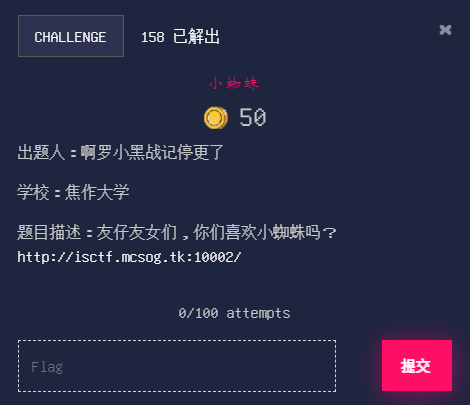 CHALLENGE 158 已解出 ×
小蜘蛛
50
出题人：啊罗小黑战记停更了
学校：焦作大学
题目描述：友仔友女们，你们喜欢小蜘蛛吗？
http://isctf.mcsog.tk:10002/
0/100 attempts
Flag 提交